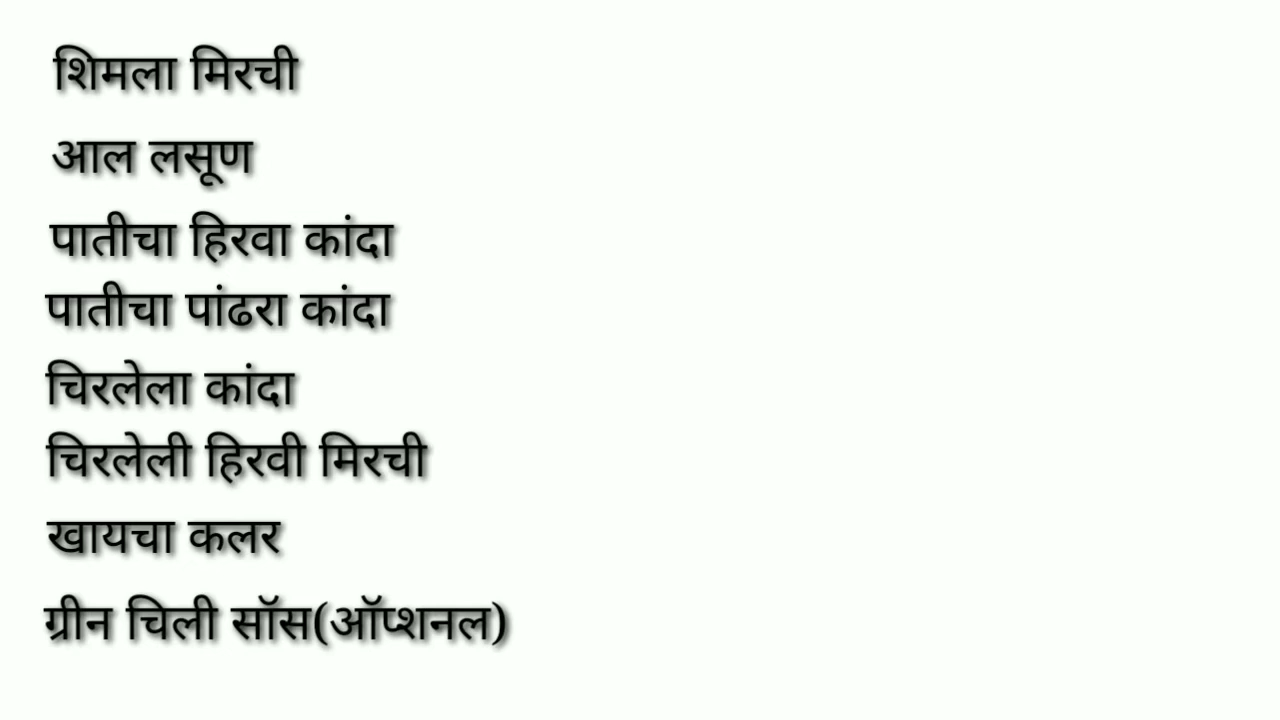 शिमला मिरची
आल लसूण
पातीचा हिरवा कांदा
पातीचा पांढरा कांदा
चिरलेला कांदा
चिरलेली हिरवी मिरची
खायचा कलर
ग्रीन चिली सॉस(ऑप्शनल)